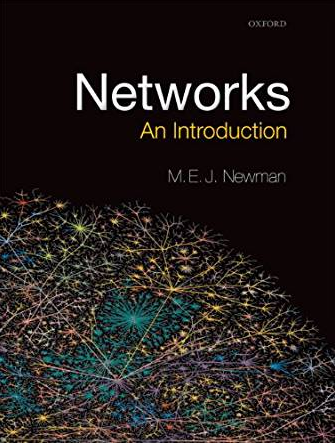 OXFORD
Networks
An Introduction
M. E. J. Newman